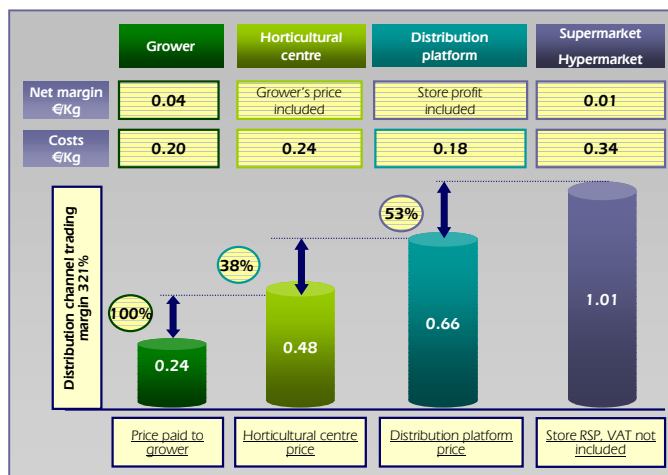 Grower
Horticultural
centre
Distribution
platform
Supermarket
Hypermarket
Net margin
€/Kg
0.04
Grower's price
included
Store profit
included
0.01
Costs
€/Kg
0.20
0.24
0.18
0.34
Distribution channel trading
margin 321%
100%
38%
53%
0.24
0.48
0.66
1.01
Price paid to
grower
Horticultural centre
price
Distribution platform
price
Store RSP, VAT not
included